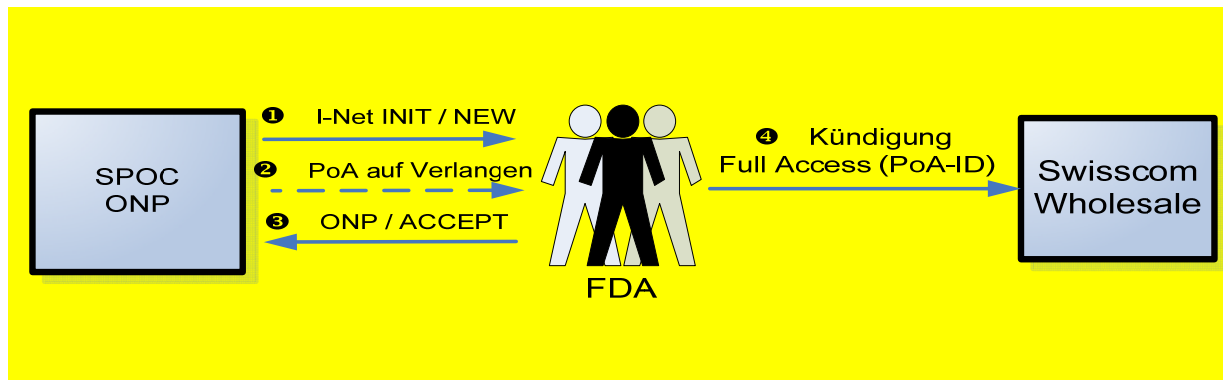 SPOC
ONP
❶ I-Net INIT / NEW
❷ PoA auf Verlangen
❸ ONP / ACCEPT
FDA
❹ Kündigung
Full Access (PoA-ID)
Swisscom
Wholesale